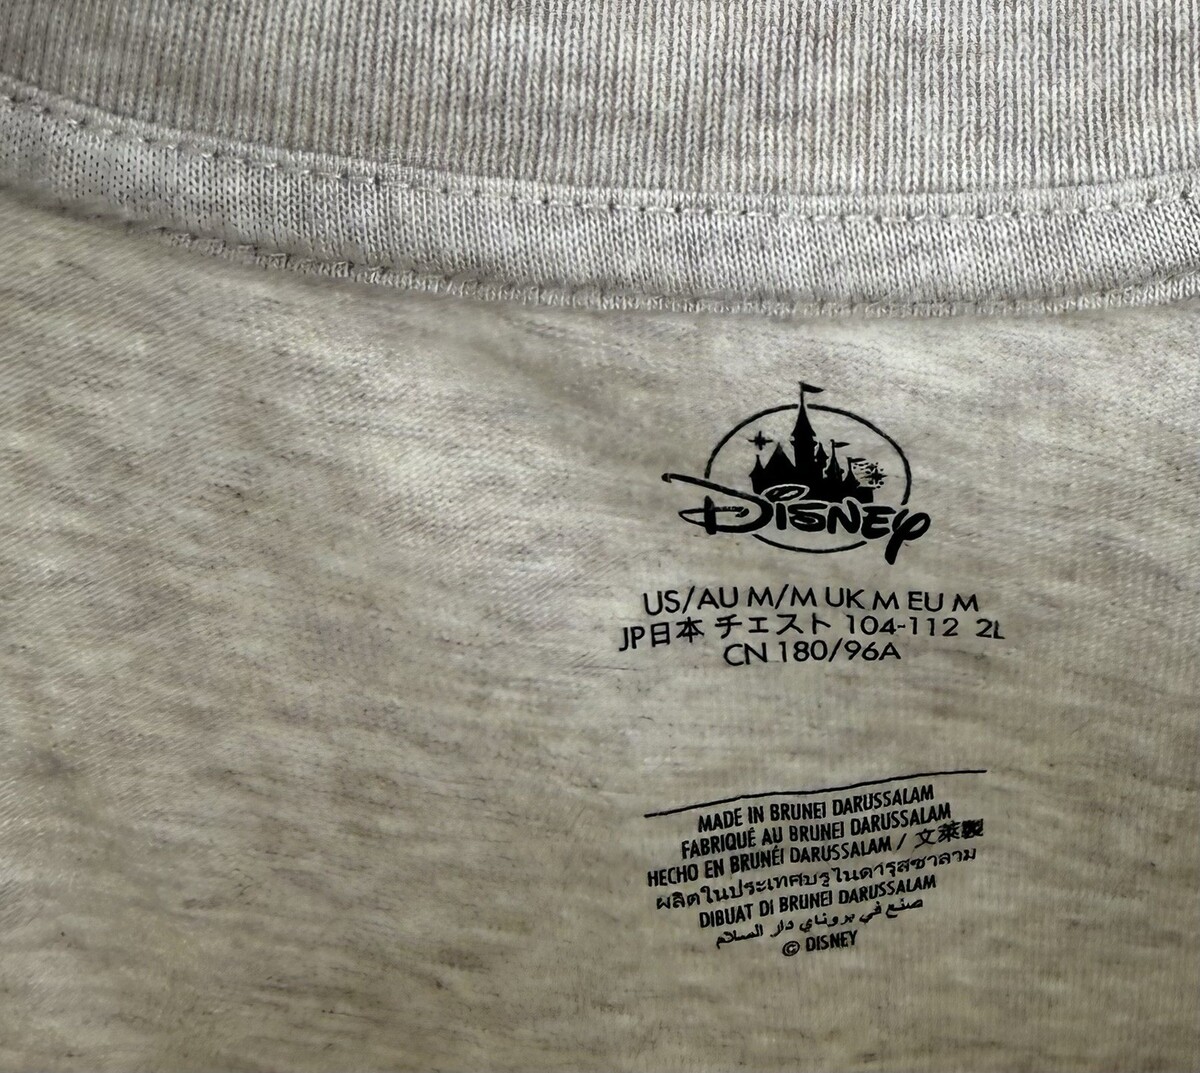 Disney
US/AU M/M UK M EU M
JP日本 チェスト 104-112 2L
CN 180/96A
MADE IN BRUNEI DARUSSALAM
FABRIQUÉ AU BRUNEI DARUSSALAM
HECHO EN BRUNÉI DARUSSALAM / 文莱製
ผลิตในประเทศบรูไนดารุสซาลาม
DIBUAT DI BRUNEI DARUSSALAM
صنع في بروناي دار السلام
© DISNEY